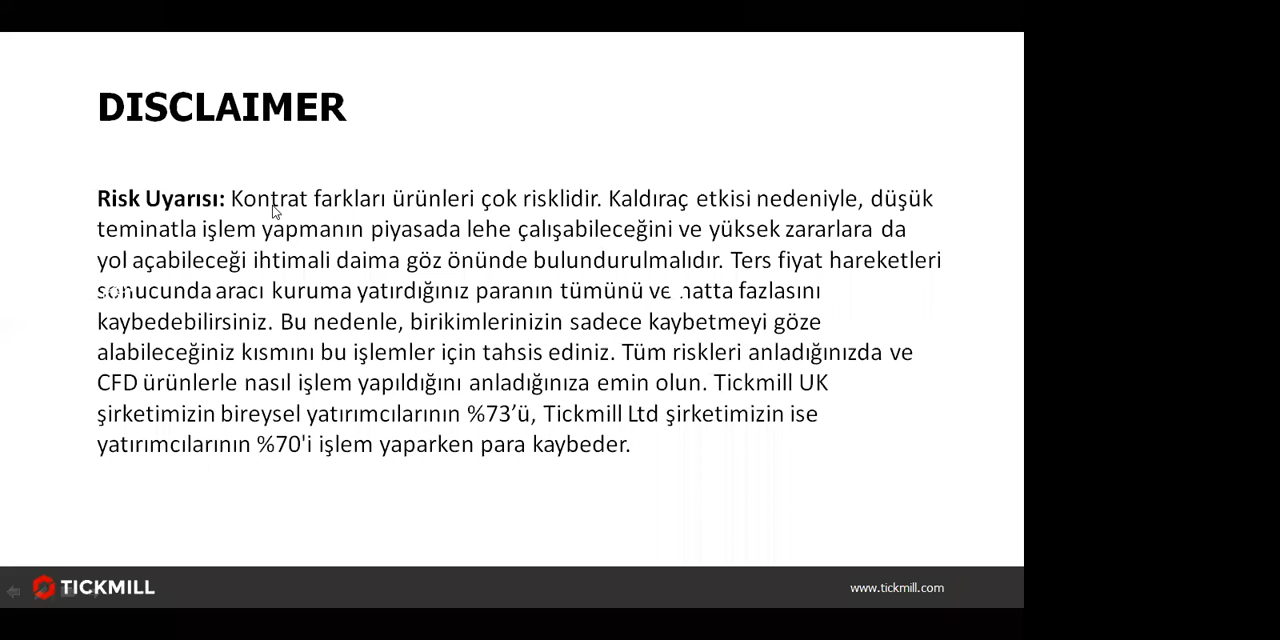 DISCLAIMER
Risk Uyarısı: Kontrat farkları ürünleri çok risklidir. Kaldıraç etkisi nedeniyle, düşük
teminatla işlem yapmanın piyasada lehe çalışabileceğini ve yüksek zararlara da
yol açabileceği ihtimali daima göz önünde bulundurulmalıdır. Ters fiyat hareketleri
sonucunda aracı kuruma yatırdığınız paranın tümünü ve hatta fazlasını
kaybedebilirsiniz. Bu nedenle, birikimlerinizin sadece kaybetmeyi göze
alabileceğiniz kısmını bu işlemler için tahsis ediniz. Tüm riskleri anladığınızda ve
CFD ürünlerle nasıl işlem yapıldığını anladığınıza emin olun. Tickmill UK
şirketimizin bireysel yatırımcılarının %73’ü, Tickmill Ltd şirketimizin ise
yatırımcılarının %70'i işlem yaparken para kaybeder.
TICKMILL
www.tickmill.com